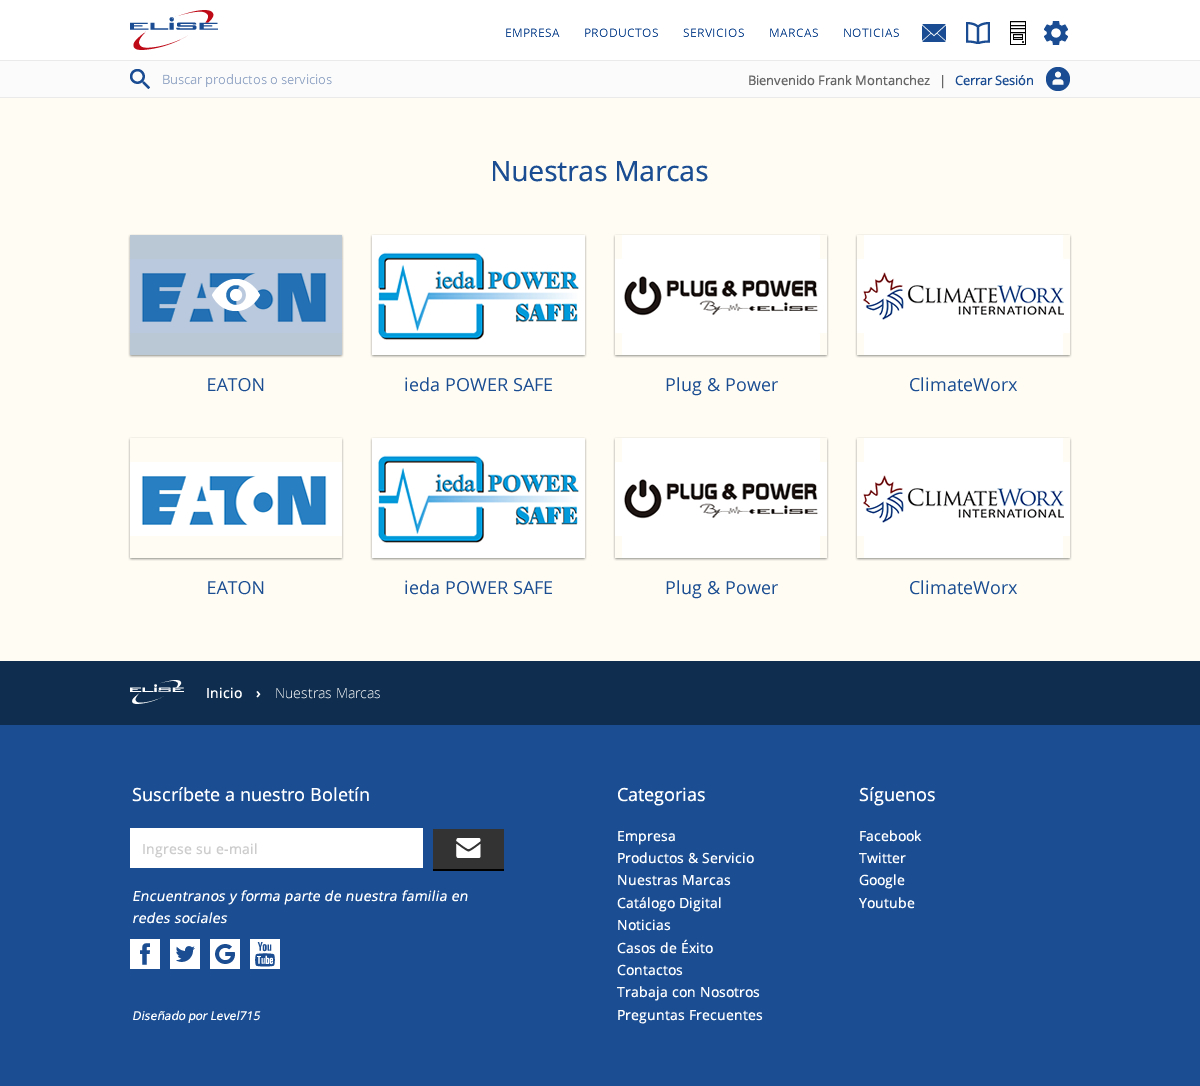 ELISE
EMPRESA PRODUCTOS SERVICIOS MARCAS NOTICIAS
Buscar productos o servicios
Bienvenido Frank Montanchez | Cerrar Sesión
Nuestras Marcas
EATON
ieda POWER SAFE
PLUG & POWER
By ELISE
CLIMATEWORX
INTERNATIONAL
EATON ieda POWER SAFE Plug & Power ClimateWorx
EATON
ieda POWER SAFE
PLUG & POWER
By ELISE
CLIMATEWORX
INTERNATIONAL
EATON ieda POWER SAFE Plug & Power ClimateWorx
ELISE Inicio › Nuestras Marcas
Suscríbete a nuestro Boletín
Ingrese su e-mail
Encuentranos y forma parte de nuestra familia en
redes sociales
f G You Tube
Diseñado por Level715
Categorias
Empresa
Productos & Servicio
Nuestras Marcas
Catálogo Digital
Noticias
Casos de Éxito
Contactos
Trabaja con Nosotros
Preguntas Frecuentes
Síguenos
Facebook
Twitter
Google
Youtube